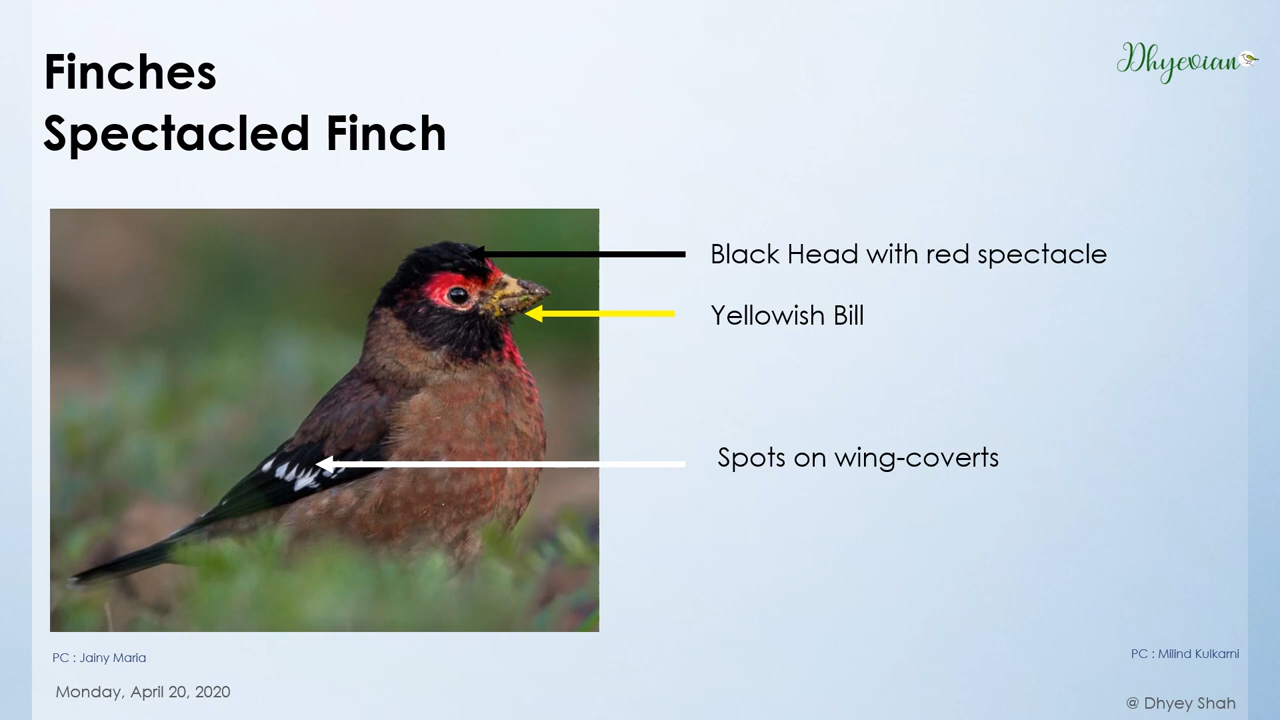 Finches
Spectacled Finch
Dhyevian
Black Head with red spectacle
Yellowish Bill
Spots on wing-coverts
PC : Jainy Maria
PC : Milind Kulkarni
Monday, April 20, 2020
@ Dhyey Shah